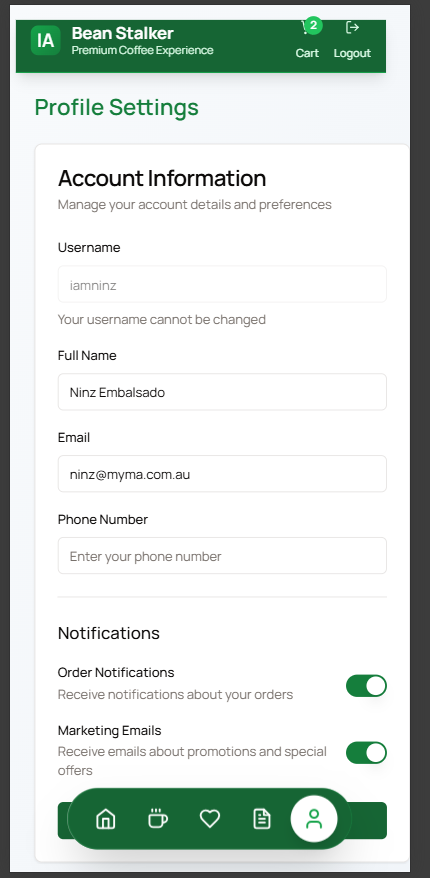 IA
Bean Stalker
Premium Coffee Experience
2
Cart
Logout
Profile Settings
Account Information
Manage your account details and preferences
Username
iamninz
Your username cannot be changed
Full Name
Ninz Embalsado
Email
ninz@myma.com.au
Phone Number
Enter your phone number
Notifications
Order Notifications
Receive notifications about your orders
Marketing Emails
Receive emails about promotions and special
offers